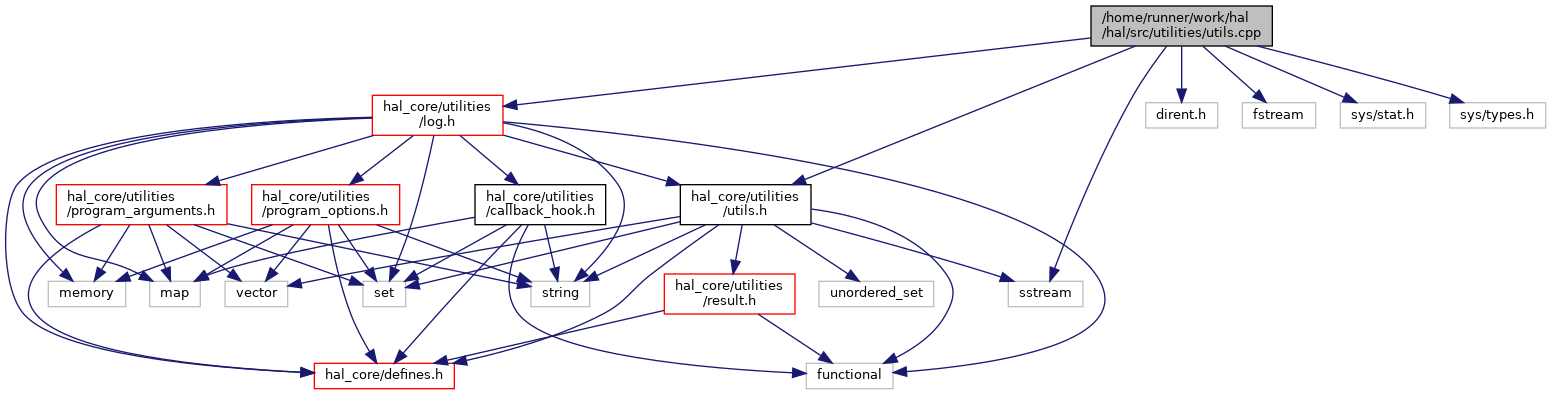 /home/runner/work/hal
/hal/src/utilities/utils.cpp
hal_core/utilities
/log.h
dirent.h
fstream
sys/stat.h
sys/types.h
hal_core/utilities
/program_arguments.h
hal_core/utilities
/program_options.h
hal_core/utilities
/callback_hook.h
hal_core/utilities
/utils.h
memory
map
vector
set
string
hal_core/utilities
/result.h
unordered_set
sstream
hal_core/defines.h
functional